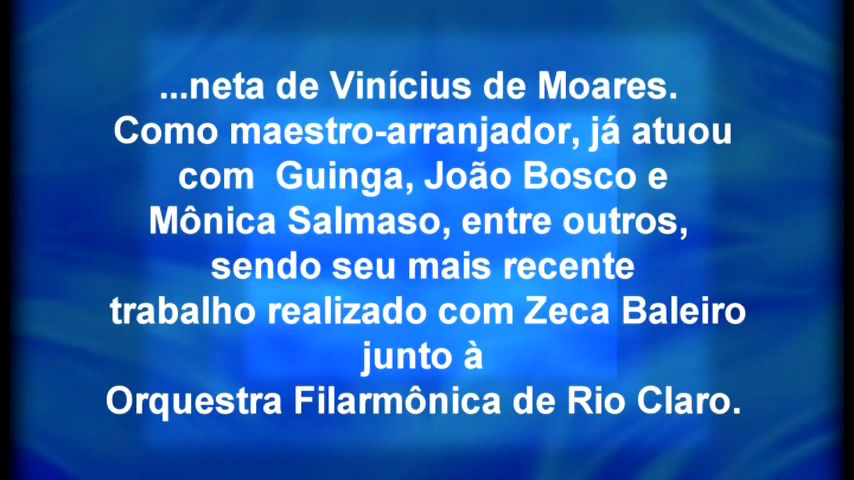 ...neta de Vinícius de Moares.
Como maestro-arranjador, já atuou
com  Guinga, João Bosco e
Mônica Salmaso, entre outros,
sendo seu mais recente
trabalho realizado com Zeca Baleiro
junto à
Orquestra Filarmônica de Rio Claro.